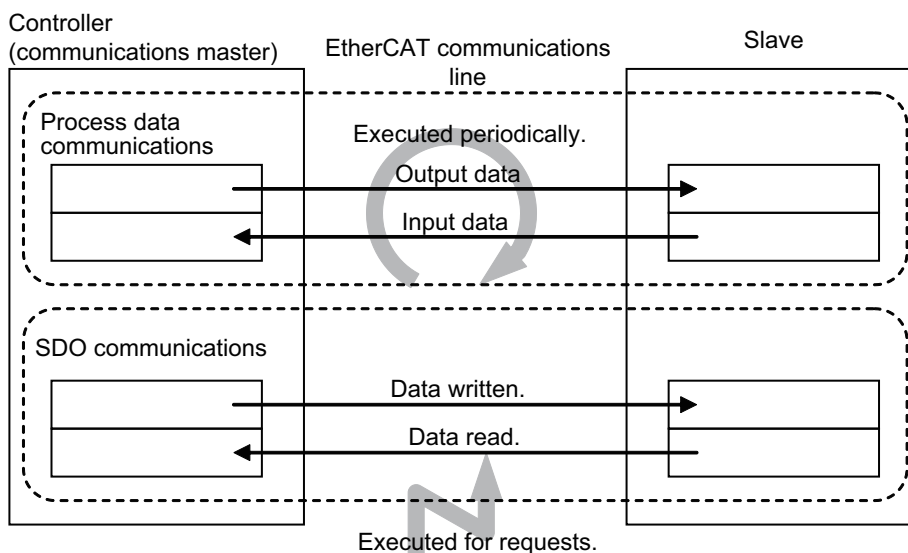 Controller
(communications master)
EtherCAT communications
line
Slave
Process data
communications
Executed periodically.
Output data
Input data
SDO communications
Data written.
Data read.
Executed for requests.